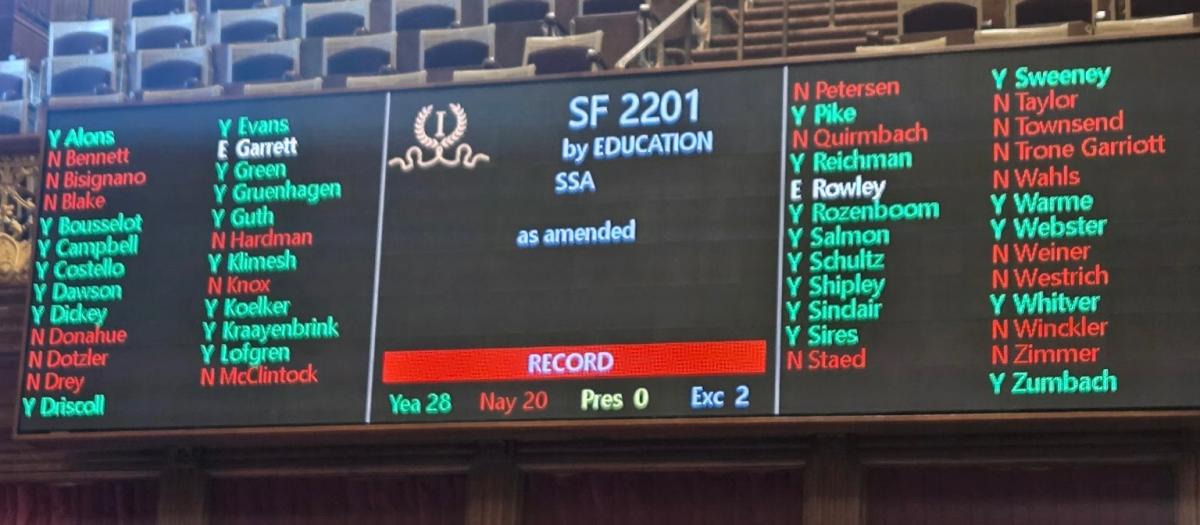 Y Alons
N Bennett
N Bisignano
N Blake
Y Bousselot
Y Campbell
Y Costello
Y Dawson
Y Dickey
N Donahue
N Dotzler
N Drey
Y Driscoll
Y Evans
E Garrett
Y Green
Y Gruenhagen
Y Guth
N Hardman
Y Klimesh
N Knox
Y Koelker
Y Kraayenbrink
Y Lofgren
N McClintock
I
SF 2201
by EDUCATION
SSA
as amended
RECORD
Yea 28 Nay 20 Pres 0 Exc 2
N Petersen
Y Pike
N Quirmbach
Y Reichman
E Rowley
Y Rozenboom
Y Salmon
Y Schultz
Y Shipley
Y Sinclair
Y Sires
N Staed
Y Sweeney
N Taylor
N Townsend
N Trone Garriott
N Wahls
Y Warme
Y Webster
N Weiner
N Westrich
Y Whitver
N Winckler
N Zimmer
Y Zumbach